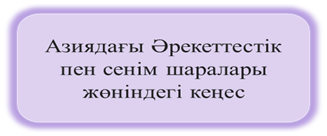 Азиядағы Әрекеттестік
пен сенім шаралары
жөніндегі кеңес